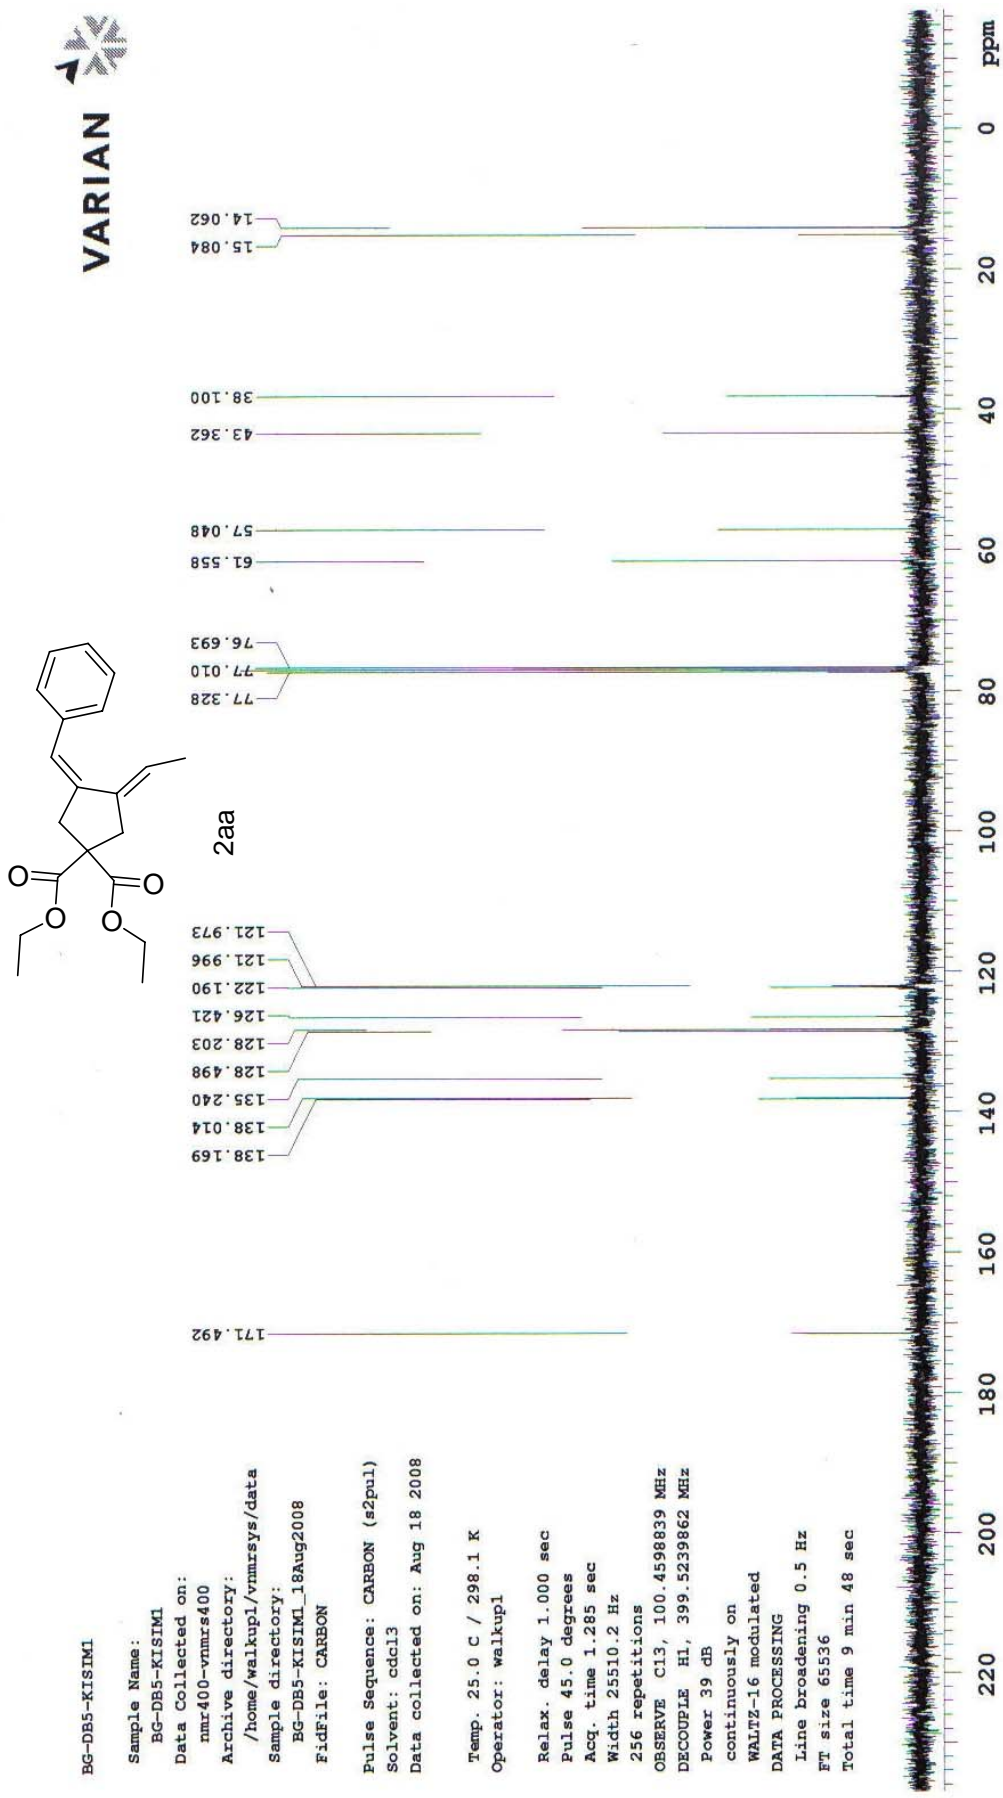 BG-DB5-KISIM1
Sample Name:
BG-DB5-KISIM1
Data Collected on:
nmr400-vnmrs400
Archive directory:
/home/walkup1/vnmrsys/data
Sample directory:
BG-DB5-KISIM1_18Aug2008
FidFile: CARBON
Pulse Sequence: CARBON (s2pul)
Solvent: cdcl3
Data collected on: Aug 18 2008
Temp. 25.0 C / 298.1 K
Operator: walkup1
Relax. delay 1.000 sec
Pulse 45.0 degrees
Acq. time 1.285 sec
Width 25510.2 Hz
256 repetitions
OBSERVE C13, 100.4598839 MHz
DECOUPLE H1, 399.5239862 MHz
Power 39 dB
continuously on
WALTZ-16 modulated
DATA PROCESSING
Line broadening 0.5 Hz
FT size 65536
Total time 9 min 48 sec
VARIAN
O
O
O
O
2aa
171.492
138.169
138.014
135.240
128.498
128.203
126.421
122.190
121.996
121.973
77.328
77.010
76.693
61.558
57.048
43.362
38.100
15.084
14.062
220 200 180 160 140 120 100 80 60 40 20 0 ppm